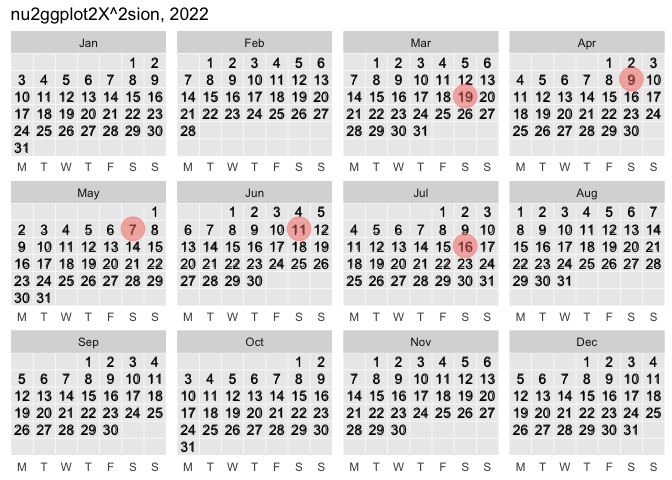 nu2ggplot2X^2sion, 2022
Jan Feb Mar Apr
1 2 1 2 3 4 5 6 1 2 3 4 5 6 1 2 3
3 4 5 6 7 8 9 7 8 9 10 11 12 13 7 8 9 10 11 12 13 4 5 6 7 8 9 10
10 11 12 13 14 15 16 14 15 16 17 18 19 20 14 15 16 17 18 19 20 11 12 13 14 15 16 17
17 18 19 20 21 22 23 21 22 23 24 25 26 27 21 22 23 24 25 26 27 18 19 20 21 22 23 24
24 25 26 27 28 29 30 28 28 29 30 31 25 26 27 28 29 30
31
M T W T F S S M T W T F S S M T W T F S S M T W T F S S
May Jun Jul Aug
1 1 2 3 4 5 1 2 3 1 2 3 4 5 6 7
2 3 4 5 6 7 8 6 7 8 9 10 11 12 4 5 6 7 8 9 10 8 9 10 11 12 13 14
9 10 11 12 13 14 15 13 14 15 16 17 18 19 11 12 13 14 15 16 17 15 16 17 18 19 20 21
16 17 18 19 20 21 22 20 21 22 23 24 25 26 18 19 20 21 22 23 24 22 23 24 25 26 27 28
23 24 25 26 27 28 29 27 28 29 30 25 26 27 28 29 30 31 29 30 31
30 31
M T W T F S S M T W T F S S M T W T F S S M T W T F S S
Sep Oct Nov Dec
1 2 3 4 1 2 1 2 3 4 5 6 1 2 3 4
5 6 7 8 9 10 11 3 4 5 6 7 8 9 7 8 9 10 11 12 13 5 6 7 8 9 10 11
12 13 14 15 16 17 18 10 11 12 13 14 15 16 14 15 16 17 18 19 20 12 13 14 15 16 17 18
19 20 21 22 23 24 25 17 18 19 20 21 22 23 21 22 23 24 25 26 27 19 20 21 22 23 24 25
26 27 28 29 30 24 25 26 27 28 29 30 28 29 30 26 27 28 29 30 31
31
M T W T F S S M T W T F S S M T W T F S S M T W T F S S